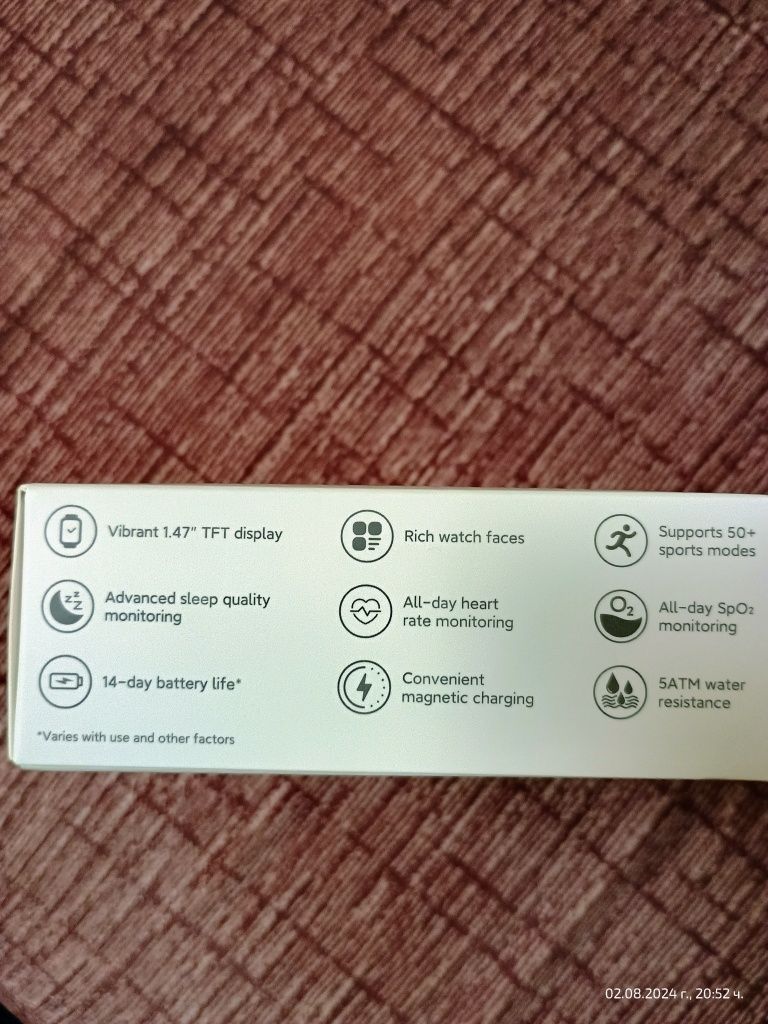 Vibrant 1.47" TFT display
Rich watch faces
Supports 50+
sports modes
Advanced sleep quality
monitoring
All-day heart
rate monitoring
O₂
All-day SpO₂
monitoring
14-day battery life*
Convenient
magnetic charging
5ATM water
resistance
*Varies with use and other factors
02.08.2024 г., 20:52 ч.